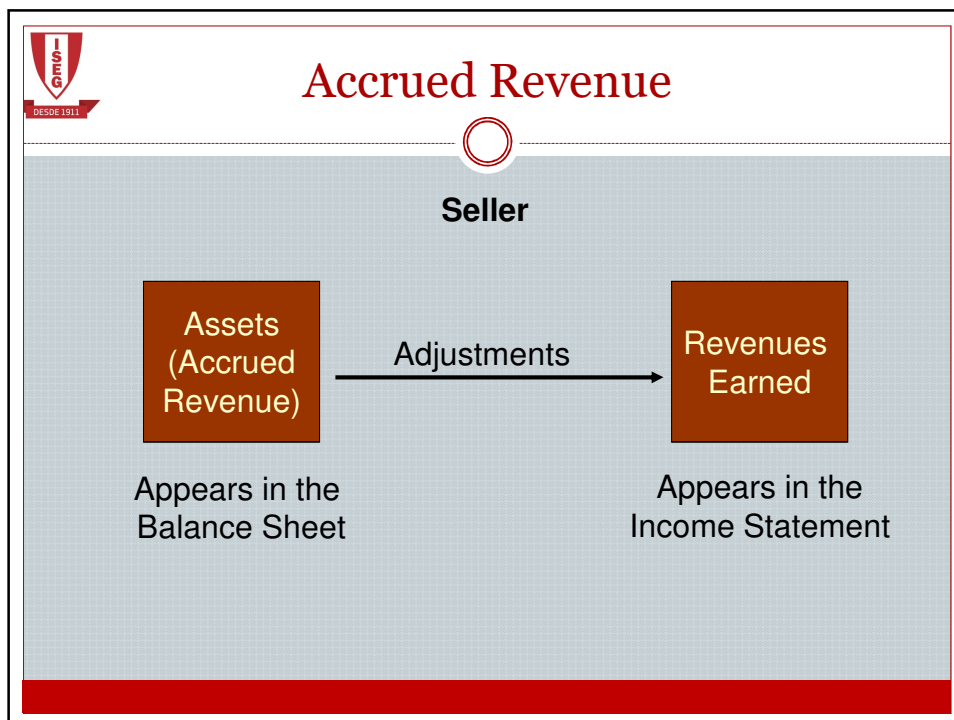 ISEG
DESDE 1911
Accrued Revenue
Seller
Assets
(Accrued
Revenue)
Adjustments
Revenues
Earned
Appears in the
Balance Sheet
Appears in the
Income Statement